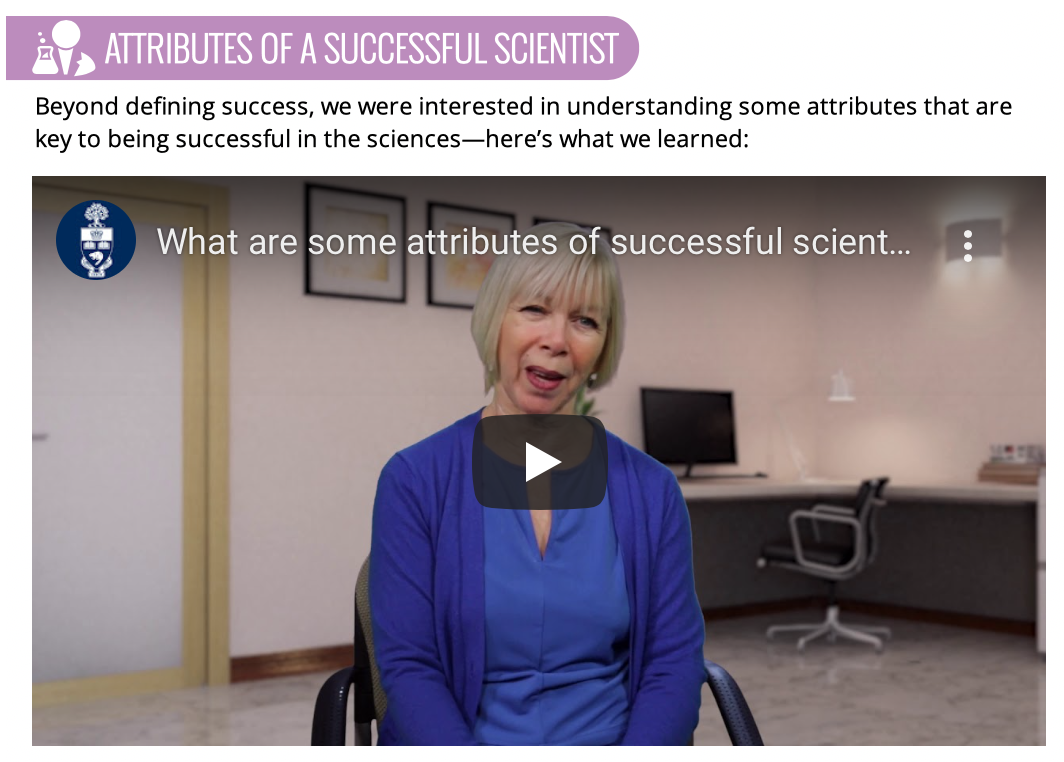 ATTRIBUTES OF A SUCCESSFUL SCIENTIST
Beyond defining success, we were interested in understanding some attributes that are
key to being successful in the sciences—here’s what we learned:
What are some attributes of successful scient...